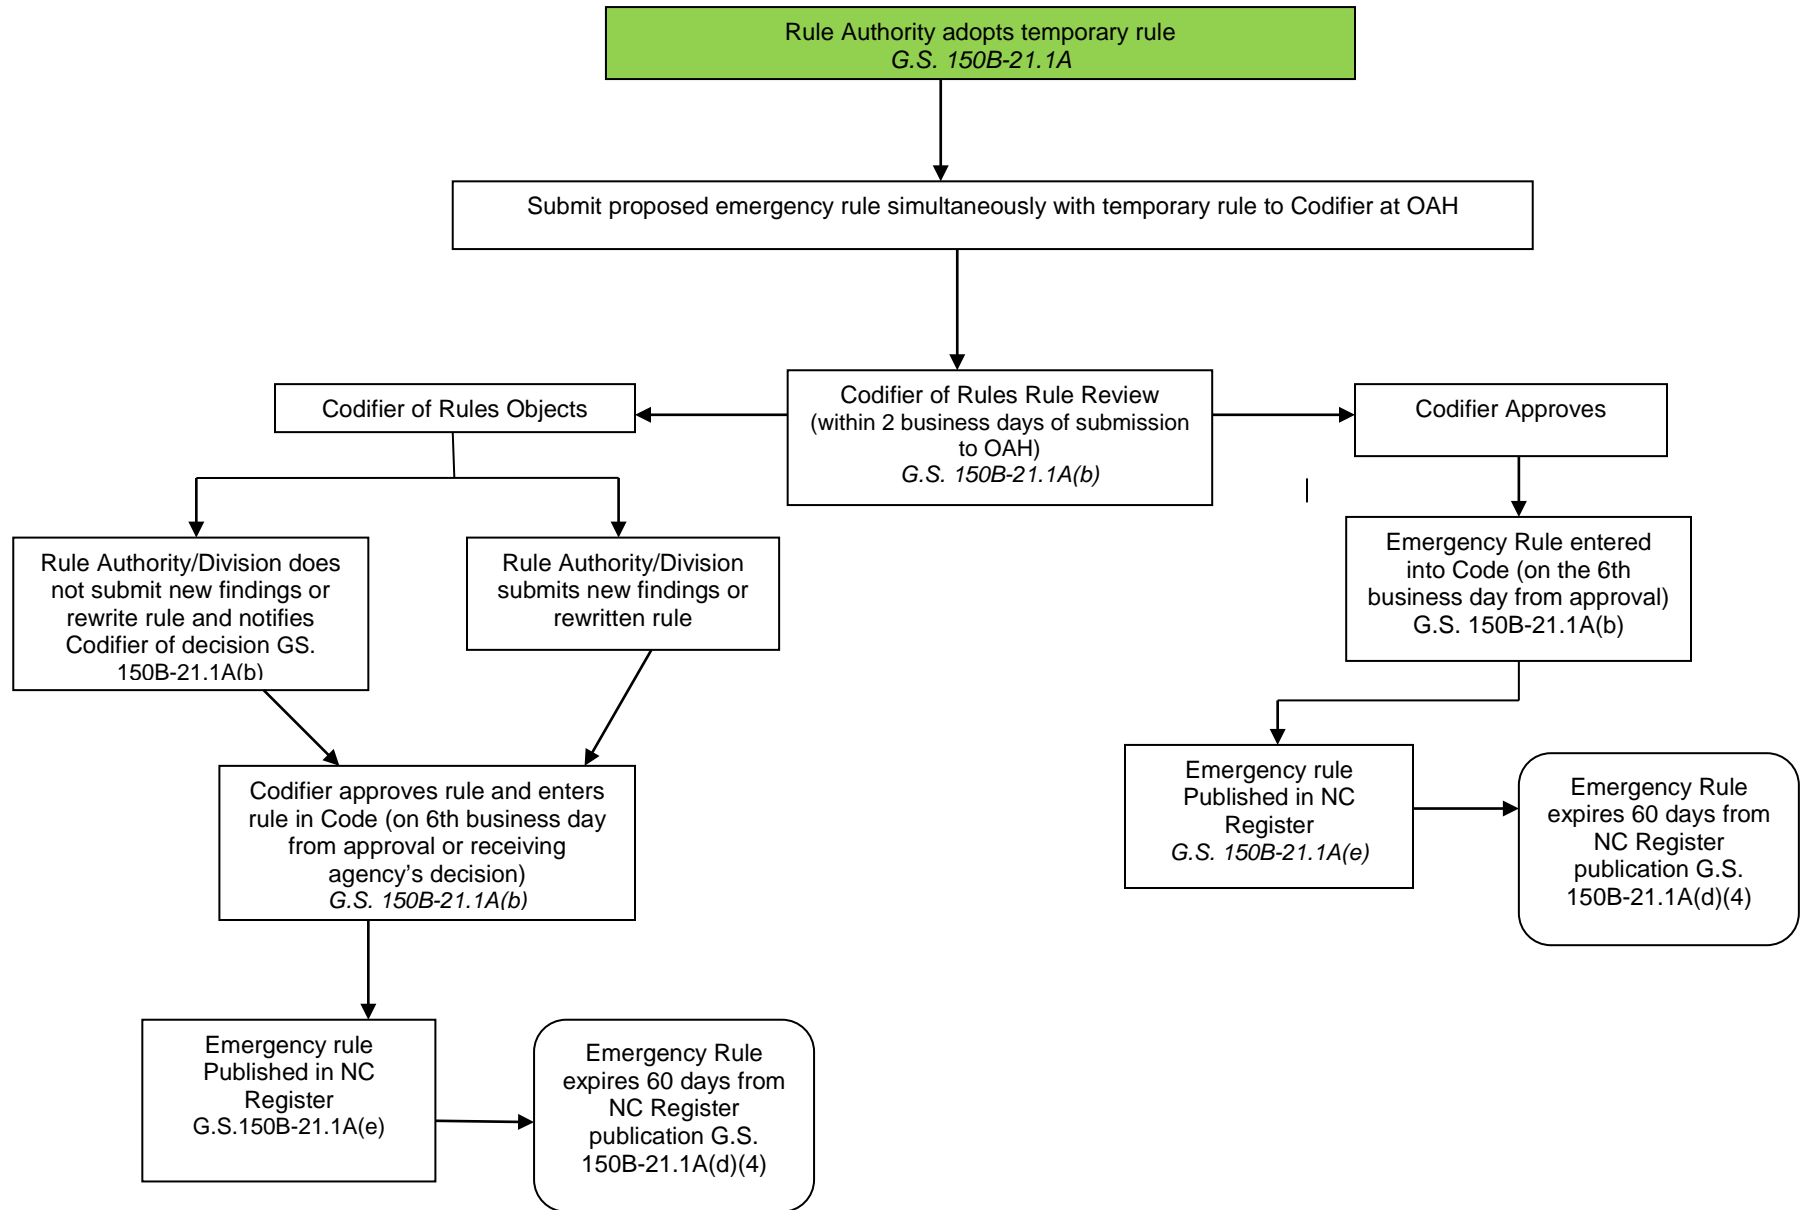 Rule Authority adopts temporary rule
G.S. 150B-21.1A
Submit proposed emergency rule simultaneously with temporary rule to Codifier at OAH
Codifier of Rules Objects
Codifier of Rules Rule Review
(within 2 business days of submission
to OAH)
G.S. 150B-21.1A(b)
Codifier Approves
Rule Authority/Division does
not submit new findings or
rewrite rule and notifies
Codifier of decision GS.
150B-21.1A(b)
Rule Authority/Division
submits new findings or
rewritten rule
Emergency Rule entered
into Code (on the 6th
business day from approval)
G.S. 150B-21.1A(b)
Codifier approves rule and enters
rule in Code (on 6th business day
from approval or receiving
agency’s decision)
G.S. 150B-21.1A(b)
Emergency rule
Published in NC
Register
G.S. 150B-21.1A(e)
Emergency Rule
expires 60 days from
NC Register
publication G.S.
150B-21.1A(d)(4)
Emergency rule
Published in NC
Register
G.S.150B-21.1A(e)
Emergency Rule
expires 60 days from
NC Register
publication G.S.
150B-21.1A(d)(4)